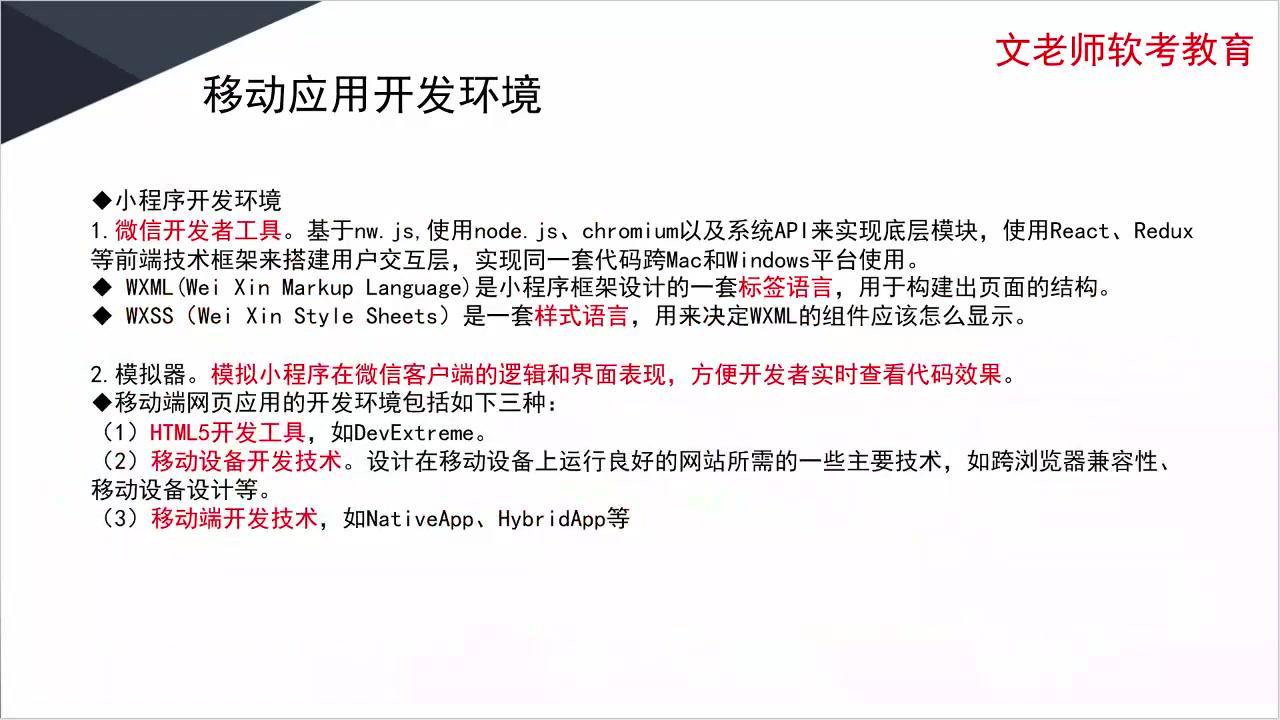 文老师软考教育
移动应用开发环境
◆小程序开发环境
1.微信开发者工具。基于nw.js,使用node.js、chromium以及系统API来实现底层模块，使用React、Redux
等前端技术框架来搭建用户交互层，实现同一套代码跨Mac和Windows平台使用。
◆ WXML(Wei Xin Markup Language)是小程序框架设计的一套标签语言，用于构建出页面的结构。
◆ WXSS（Wei Xin Style Sheets）是一套样式语言，用来决定WXML的组件应该怎么显示。
2.模拟器。模拟小程序在微信客户端的逻辑和界面表现，方便开发者实时查看代码效果。
◆移动端网页应用的开发环境包括如下三种：
（1）HTML5开发工具，如DevExtreme。
（2）移动设备开发技术。设计在移动设备上运行良好的网站所需的一些主要技术，如跨浏览器兼容性、
移动设备设计等。
（3）移动端开发技术，如NativeApp、HybridApp等